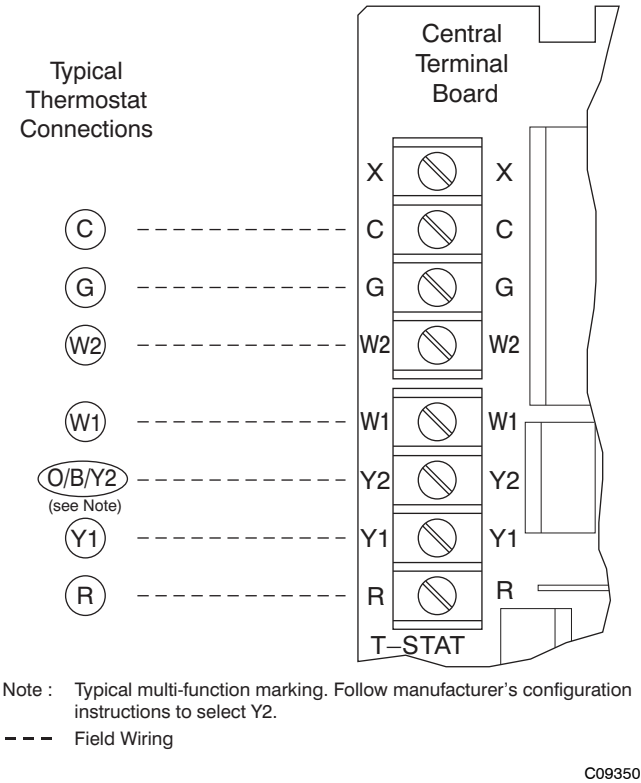 Typical
Thermostat
Connections
Central
Terminal
Board
X X
C C C
G G G
W2 W2 W2
W1 W1 W1
O/B/Y2 Y2 Y2
(see Note)
Y1 Y1 Y1
R R R
T–STAT
Note : Typical multi-function marking. Follow manufacturer's configuration
instructions to select Y2.
Field Wiring
C09350